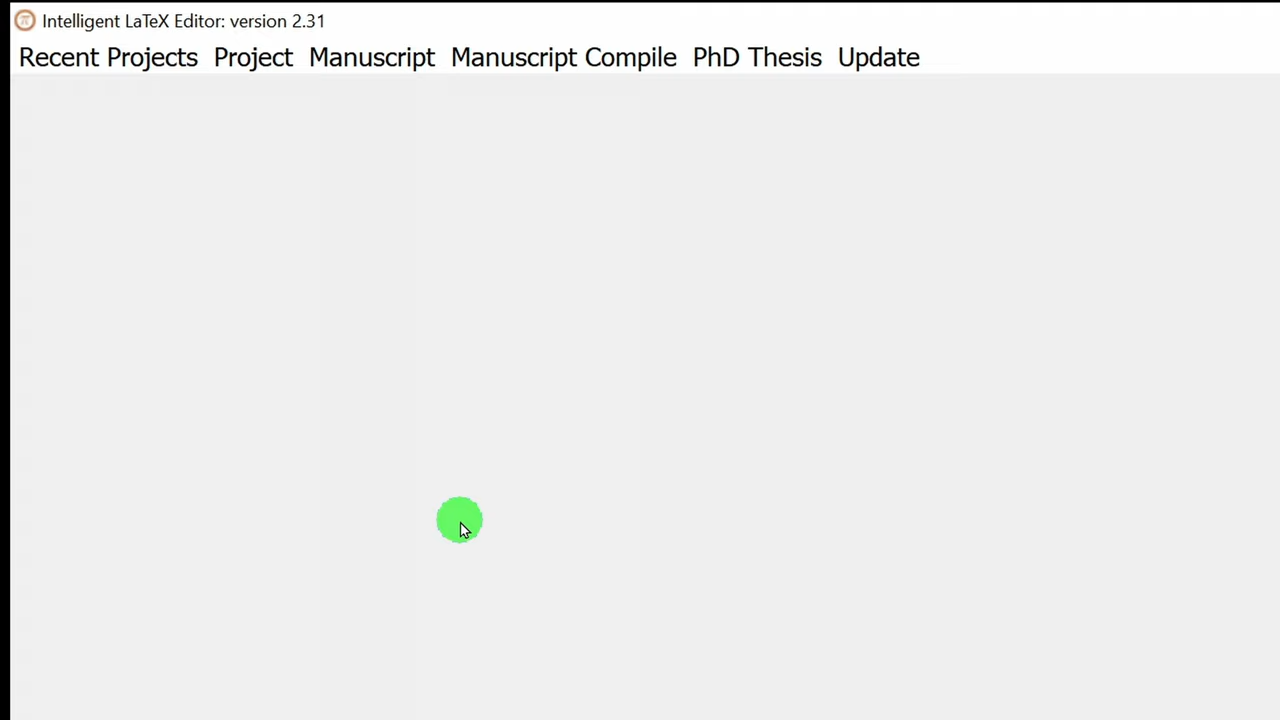 Intelligent LaTeX Editor: version 2.31
Recent Projects Project Manuscript Manuscript Compile PhD Thesis Update